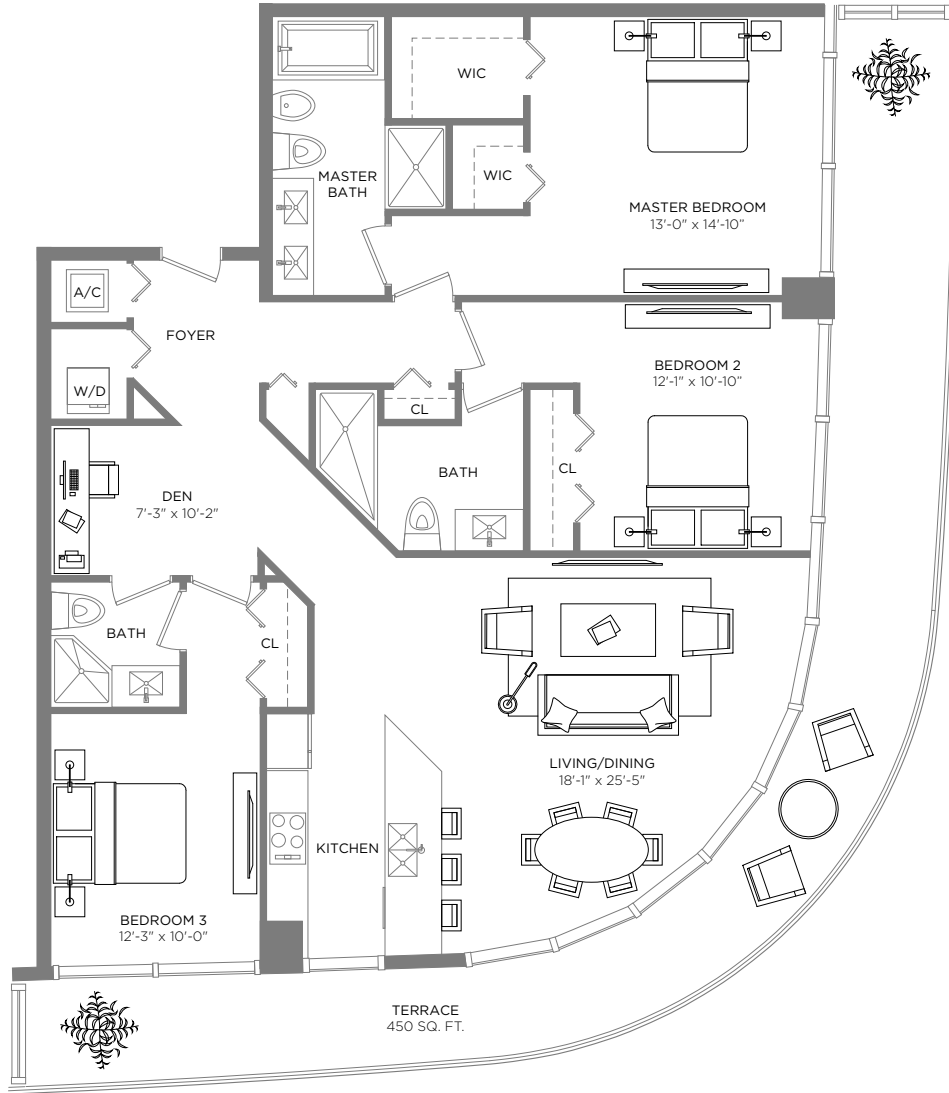 WIC
WIC
MASTER
BATH
MASTER BEDROOM
13'-0" x 14'-10"
A/C
FOYER
W/D
BEDROOM 2
12'-1" x 10'-10"
CL
BATH
CL
DEN
7'-3" x 10'-2"
BATH
CL
LIVING/DINING
18'-1" x 25'-5"
KITCHEN
BEDROOM 3
12'-3" x 10'-0"
TERRACE
450 SQ. FT.